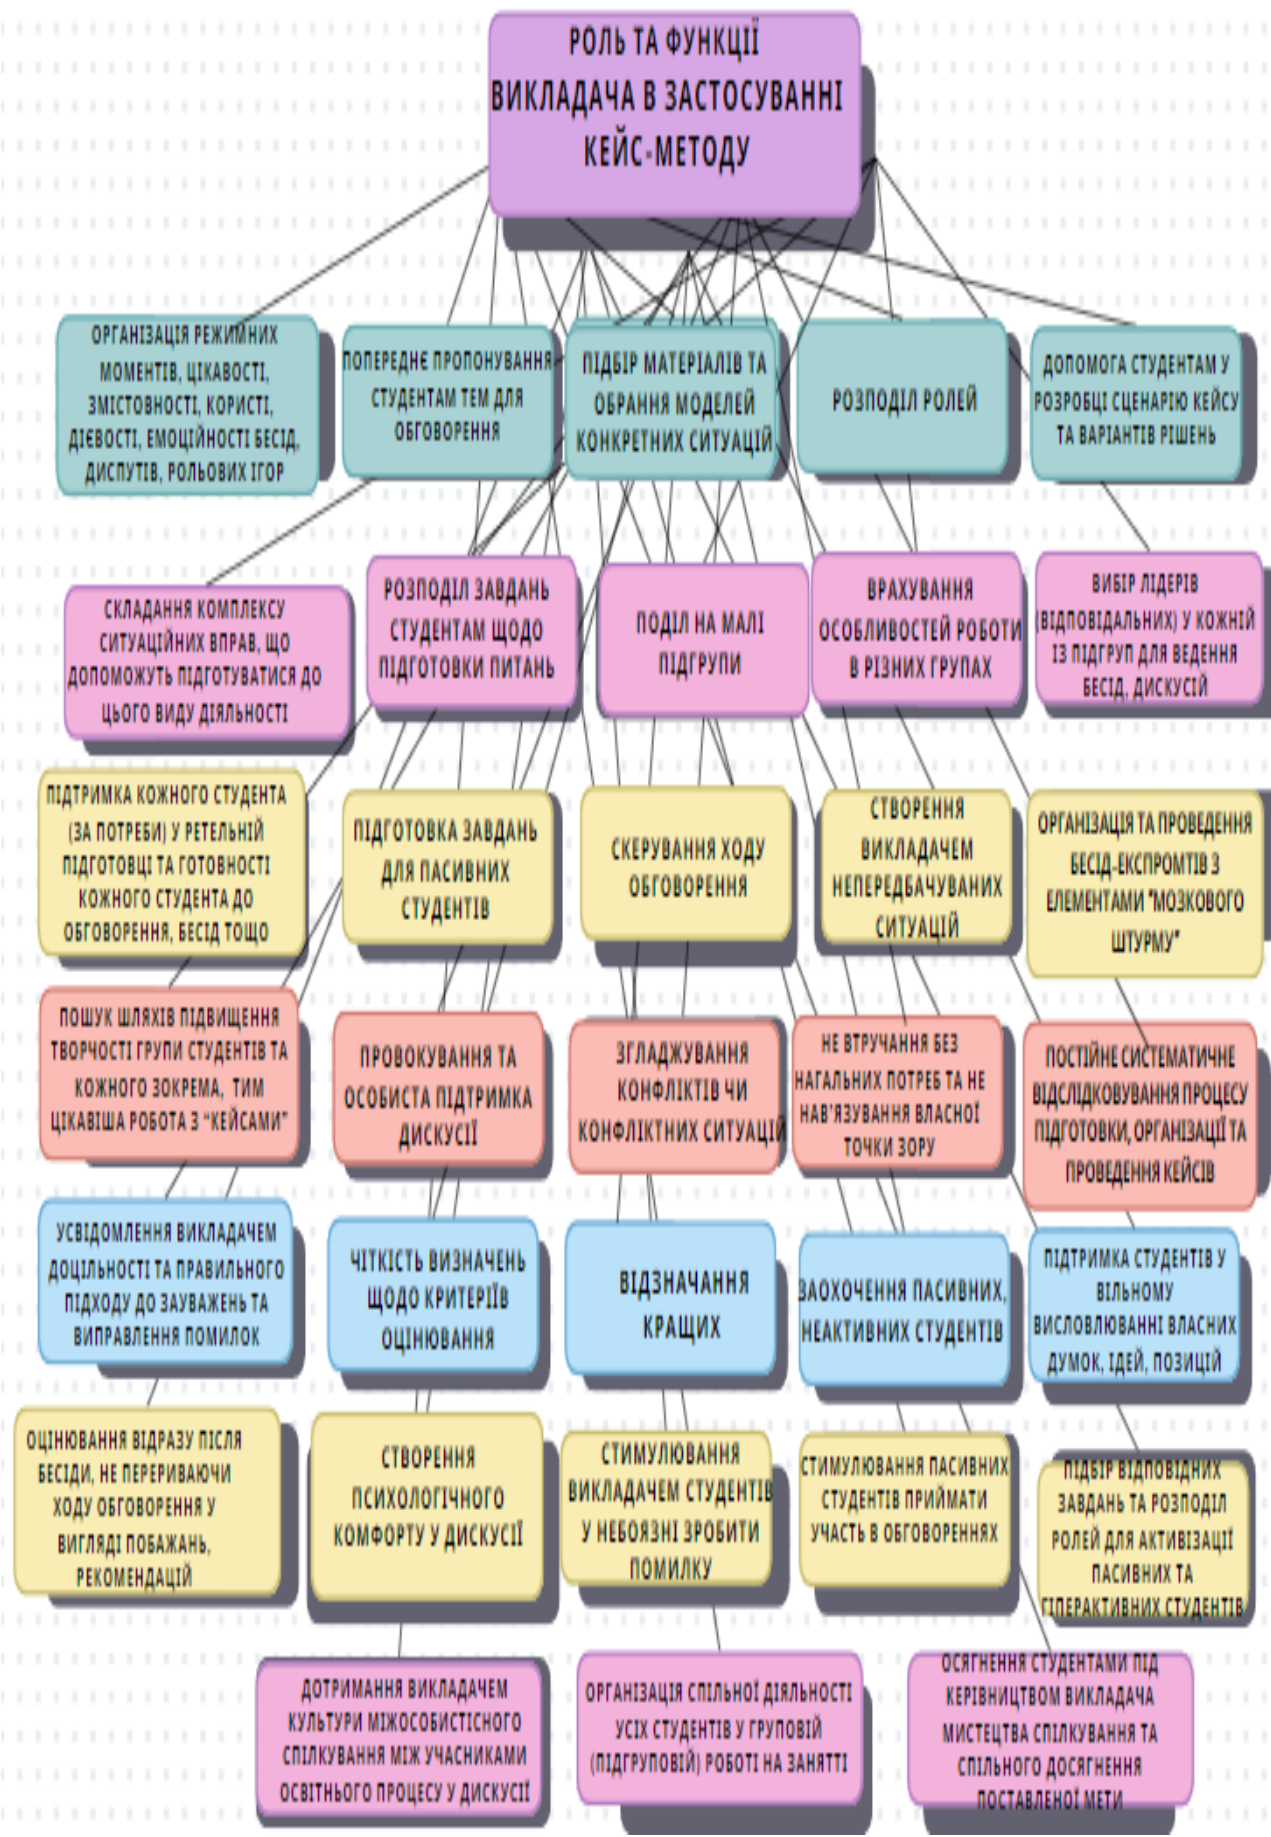 РОЛЬ ТА ФУНКЦІЇ
ВИКЛАДАЧА В ЗАСТОСУВАННІ
КЕЙС-МЕТОДУ
ОРГАНІЗАЦІЯ РЕЖИМНИХ
МОМЕНТІВ, ЦІКАВОСТІ,
ЗМІСТОВНОСТІ, КОРИСТІ,
ДІЄВОСТІ, ЕМОЦІЙНОСТІ БЕСІД,
ДИСПУТІВ, РОЛЬОВИХ ІГОР
ПОПЕРЕДНЄ ПРОПОНУВАННЯ
СТУДЕНТАМ ТЕМ ДЛЯ
ОБГОВОРЕННЯ
ПІДБІР МАТЕРІАЛІВ ТА
ОБРАННЯ МОДЕЛЕЙ
КОНКРЕТНИХ СИТУАЦІЙ
РОЗПОДІЛ РОЛЕЙ
ДОПОМОГА СТУДЕНТАМ У
РОЗРОБЦІ СЦЕНАРІЮ КЕЙСУ
ТА ВАРІАНТІВ РІШЕНЬ
СКЛАДАННЯ КОМПЛЕКСУ
СИТУАЦІЙНИХ ВПРАВ, ЩО
ДОПОМОЖУТЬ ПІДГОТУВАТИСЯ ДО
ЦЬОГО ВИДУ ДІЯЛЬНОСТІ
РОЗПОДІЛ ЗАВДАНЬ
СТУДЕНТАМ ЩОДО
ПІДГОТОВКИ ПИТАНЬ
ПОДІЛ НА МАЛІ
ПІДГРУПИ
ВРАХУВАННЯ
ОСОБЛИВОСТЕЙ РОБОТИ
В РІЗНИХ ГРУПАХ
ВИБІР ЛІДЕРІВ
(ВІДПОВІДАЛЬНИХ) У КОЖНІЙ
ІЗ ПІДГРУП ДЛЯ ВЕДЕННЯ
БЕСІД, ДИСКУСІЙ
ПІДТРИМКА КОЖНОГО СТУДЕНТА
(ЗА ПОТРЕБИ) У РЕТЕЛЬНІЙ
ПІДГОТОВЦІ ТА ГОТОВНОСТІ
КОЖНОГО СТУДЕНТА ДО
ОБГОВОРЕННЯ, БЕСІД ТОЩО
ПІДГОТОВКА ЗАВДАНЬ
ДЛЯ ПАСИВНИХ
СТУДЕНТІВ
СКЕРУВАННЯ ХОДУ
ОБГОВОРЕННЯ
СТВОРЕННЯ
ВИКЛАДАЧЕМ
НЕПЕРЕДБАЧУВАНИХ
СИТУАЦІЙ
ОРГАНІЗАЦІЯ ТА ПРОВЕДЕННЯ
БЕСІД-ЕКСПРОМТІВ З
ЕЛЕМЕНТАМИ "МОЗКОВОГО
ШТУРМУ"
ПОШУК ШЛЯХІВ ПІДВИЩЕННЯ
ТВОРЧОСТІ ГРУПИ СТУДЕНТІВ ТА
КОЖНОГО ЗОКРЕМА, ТИМ
ЦІКАВІША РОБОТА З “КЕЙСАМИ”
ПРОВОКУВАННЯ ТА
ОСОБИСТА ПІДТРИМКА
ДИСКУСІЇ
ЗГЛАДЖУВАННЯ
КОНФЛІКТІВ ЧИ
КОНФЛІКТНИХ СИТУАЦІЙ
НЕ ВТРУЧАННЯ БЕЗ
НАГАЛЬНИХ ПОТРЕБ ТА НЕ
НАВ'ЯЗУВАННЯ ВЛАСНОЇ
ТОЧКИ ЗОРУ
ПОСТІЙНЕ СИСТЕМАТИЧНЕ
ВІДСЛІДКОВУВАННЯ ПРОЦЕСУ
ПІДГОТОВКИ, ОРГАНІЗАЦІЇ ТА
ПРОВЕДЕННЯ КЕЙСІВ
УСВІДОМЛЕННЯ ВИКЛАДАЧЕМ
ДОЦІЛЬНОСТІ ТА ПРАВИЛЬНОГО
ПІДХОДУ ДО ЗАУВАЖЕНЬ ТА
ВИПРАВЛЕННЯ ПОМИЛОК
ЧІТКІСТЬ ВИЗНАЧЕНЬ
ЩОДО КРИТЕРІЇВ
ОЦІНЮВАННЯ
ВІДЗНАЧАННЯ
КРАЩИХ
ЗАОХОЧЕННЯ ПАСИВНИХ,
НЕАКТИВНИХ СТУДЕНТІВ
ПІДТРИМКА СТУДЕНТІВ У
ВІЛЬНОМУ
ВИСЛОВЛЮВАННІ ВЛАСНИХ
ДУМОК, ІДЕЙ, ПОЗИЦІЙ
ОЦІНЮВАННЯ ВІДРАЗУ ПІСЛЯ
БЕСІДИ, НЕ ПЕРЕРИВАЮЧИ
ХОДУ ОБГОВОРЕННЯ У
ВИГЛЯДІ ПОБАЖАНЬ,
РЕКОМЕНДАЦІЙ
СТВОРЕННЯ
ПСИХОЛОГІЧНОГО
КОМФОРТУ У ДИСКУСІЇ
СТИМУЛЮВАННЯ
ВИКЛАДАЧЕМ СТУДЕНТІВ
У НЕБОЯЗНІ ЗРОБИТИ
ПОМИЛКУ
СТИМУЛЮВАННЯ ПАСИВНИХ
СТУДЕНТІВ ПРИЙМАТИ
УЧАСТЬ В ОБГОВОРЕННЯХ
ПІДБІР ВІДПОВІДНИХ
ЗАВДАНЬ ТА РОЗПОДІЛ
РОЛЕЙ ДЛЯ АКТИВІЗАЦІЇ
ПАСИВНИХ ТА
ГІПЕРАКТИВНИХ СТУДЕНТІВ
ДОТРИМАННЯ ВИКЛАДАЧЕМ
КУЛЬТУРИ МІЖОСОБИСТІСНОГО
СПІЛКУВАННЯ МІЖ УЧАСНИКАМИ
ОСВІТНЬОГО ПРОЦЕСУ У ДИСКУСІЇ
ОРГАНІЗАЦІЯ СПІЛЬНОЇ ДІЯЛЬНОСТІ
УСІХ СТУДЕНТІВ У ГРУПОВІЙ
(ПІДГРУПОВІЙ) РОБОТІ НА ЗАНЯТТІ
ОСЯГНЕННЯ СТУДЕНТАМИ ПІД
КЕРІВНИЦТВОМ ВИКЛАДАЧА
МИСТЕЦТВА СПІЛКУВАННЯ ТА
СПІЛЬНОГО ДОСЯГНЕННЯ
ПОСТАВЛЕНОЇ МЕТИ